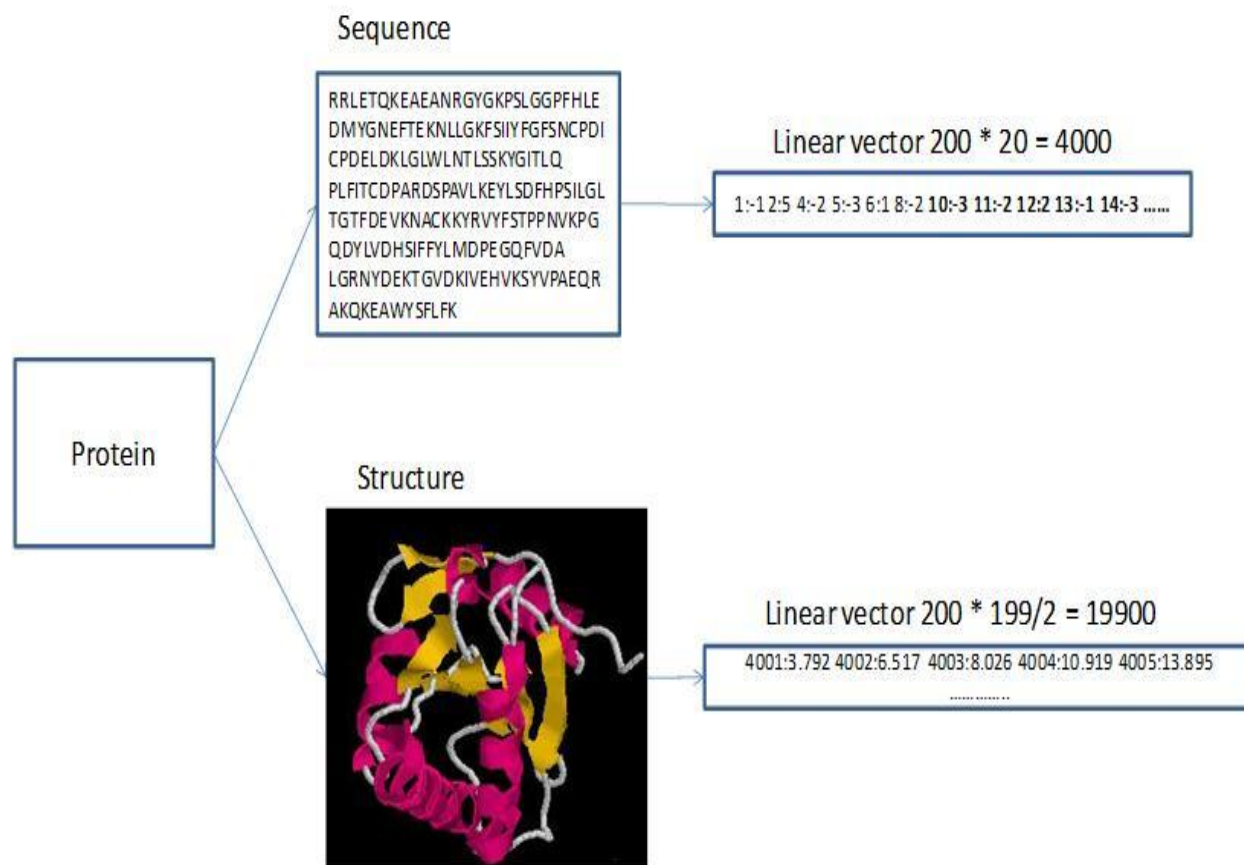 Sequence
RRLETQKEAEANRGYGKPSLGGPFHLE
DMYGNEFTEKNLLGKFSIIYFGFSNCPDI
CPDELDKLGLWLNTLSSKYGITLQ
PLFITCDPARDSPAVLKEYLSDFHPSILGL
TGTFDEVKNACKKYRVYFSTPPNVKPG
QDYLVDHSIFFYLMDPEGQFVDA
LGRNYDEKTGVDKIVEHVKSYVPAEQR
AKQKEAWYSFLFK
Linear vector 200 * 20 = 4000
1:-1 2:5 4:-2 5:-3 6:1 8:-2 10:-3 11:-2 12:2 13:-1 14:-3 ......
Protein
Structure
Linear vector 200 * 199/2 = 19900
4001:3.792 4002:6.517 4003:8.026 4004:10.919 4005:13.895
..............